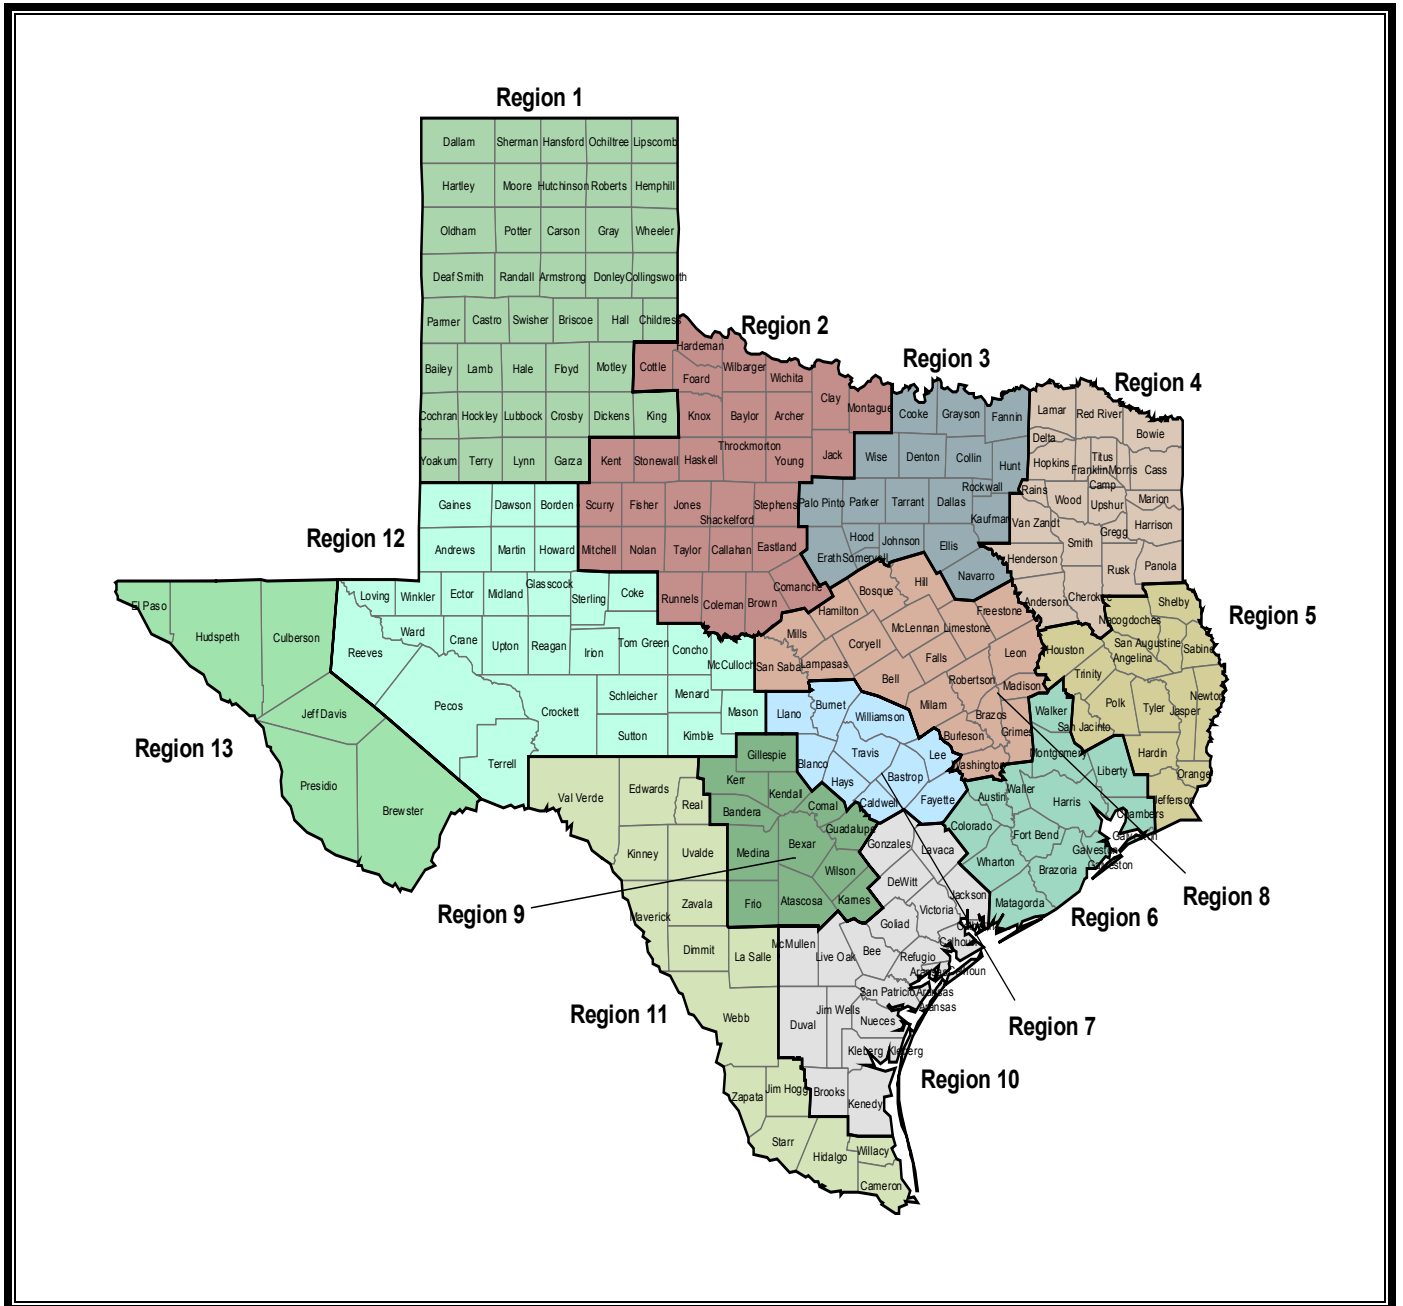 Region 1
Dallam Sherman Hansford Ochiltree Lipscomb
Hartley Moore Hutchinson Roberts Hemphill
Oldham Potter Carson Gray Wheeler
Deaf Smith Randall Armstrong Donley Collingsworth
Parmer Castro Swisher Briscoe Hall Childress
Region 2
Hardeman
Region 3
Bailey Lamb Hale Floyd Motley Cottle Foard Wilbarger Wichita
Region 4
Clay Montague Cooke Grayson Fannin Lamar Red River Bowie
Cochran Hockley Lubbock Crosby Dickens King Knox Baylor Archer
Delta
Yoakum Terry Lynn Garza Kent Stonewall Haskell Throckmorton Young Jack Wise Denton Collin Hunt Hopkins Franklin Titus Morris Cass
Rockwall Rains Camp
Gaines Dawson Borden Scurry Fisher Jones Shackelford Stephens Palo Pinto Parker Tarrant Dallas Kaufman Wood Upshur Marion
Van Zandt Gregg Harrison
Region 12
Andrews Martin Howard Mitchell Nolan Taylor Callahan Eastland Erath Hood Somervell Johnson Ellis Henderson Smith Rusk Panola
Navarro
El Paso Hudspeth Culberson
Loving Winkler Ector Midland Glasscock Sterling Coke Runnels Coleman Brown Comanche Hamilton Bosque Hill Freestone Anderson Cherokee Nacogdoches Shelby
Region 5
Reeves Ward Crane Upton Reagan Irion Tom Green Concho McCulloch San Saba Mills Lampasas Coryell McLennan Limestone Falls Leon Houston Trinity Angelina San Augustine Sabine
Bell Robertson Madison
Pecos Crockett Schleicher Menard Mason Llano Burnet Williamson Milam Brazos Grimes Walker San Jacinto Polk Tyler Jasper Newton
Jeff Davis
Sutton Kimble Burleson
Region 13
Terrell Gillespie Blanco Travis Lee Washington Montgomery Liberty Hardin Orange
Presidio Brewster
Val Verde Edwards Real Kerr Kendall Bandera Comal Hays Bastrop Caldwell Fayette Austin Waller Harris Chambers Jefferson
Guadalupe Colorado Fort Bend Galveston
Kinney Uvalde Medina Bexar Wilson Gonzales Lavaca Wharton Brazoria Galveston
Galveston
DeWitt
Region 9
Region 8
Maverick Zavala Frio Atascosa Karnes Victoria Jackson Matagorda
Region 6
Goliad Calhoun
Dimmit La Salle McMullen Live Oak Bee Refugio Aransas Calhoun
San Patricio Aransas
Aransas
Region 11
Webb Duval Jim Wells Nueces
Region 7
Kleberg Kleberg
Region 10
Zapata Jim Hogg Brooks Kenedy
Starr Hidalgo Willacy
Cameron